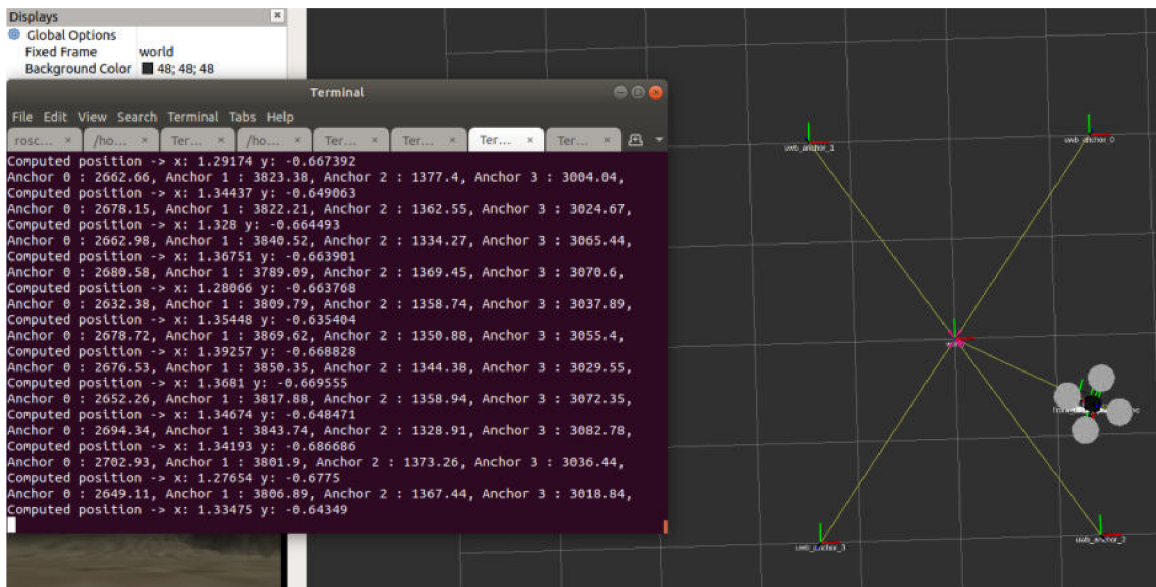 Displays
Global Options
Fixed Frame world
Background Color 48; 48; 48
Terminal
File Edit View Search Terminal Tabs Help
rosc... × /ho... × Ter... × /ho... × Ter... × Ter... × Ter... × Ter... ×
Computed position -> x: 1.29174 y: -0.667392
Anchor 0 : 2662.66, Anchor 1 : 3823.38, Anchor 2 : 1377.4, Anchor 3 : 3004.04,
Computed position -> x: 1.34437 y: -0.649063
Anchor 0 : 2678.15, Anchor 1 : 3822.21, Anchor 2 : 1362.55, Anchor 3 : 3024.67,
Computed position -> x: 1.328 y: -0.664493
Anchor 0 : 2662.98, Anchor 1 : 3840.52, Anchor 2 : 1334.27, Anchor 3 : 3065.44,
Computed position -> x: 1.36751 y: -0.663901
Anchor 0 : 2680.58, Anchor 1 : 3789.09, Anchor 2 : 1369.45, Anchor 3 : 3070.6,
Computed position -> x: 1.28066 y: -0.663768
Anchor 0 : 2632.38, Anchor 1 : 3809.79, Anchor 2 : 1358.74, Anchor 3 : 3037.89,
Computed position -> x: 1.35448 y: -0.635404
Anchor 0 : 2678.72, Anchor 1 : 3869.62, Anchor 2 : 1350.88, Anchor 3 : 3055.4,
Computed position -> x: 1.39257 y: -0.668828
Anchor 0 : 2676.53, Anchor 1 : 3850.35, Anchor 2 : 1344.38, Anchor 3 : 3029.55,
Computed position -> x: 1.3681 y: -0.669555
Anchor 0 : 2652.26, Anchor 1 : 3817.88, Anchor 2 : 1358.94, Anchor 3 : 3072.35,
Computed position -> x: 1.34674 y: -0.648471
Anchor 0 : 2694.34, Anchor 1 : 3843.74, Anchor 2 : 1328.91, Anchor 3 : 3082.78,
Computed position -> x: 1.34193 y: -0.686686
Anchor 0 : 2702.93, Anchor 1 : 3801.9, Anchor 2 : 1373.26, Anchor 3 : 3036.44,
Computed position -> x: 1.27654 y: -0.6775
Anchor 0 : 2649.11, Anchor 1 : 3806.89, Anchor 2 : 1367.44, Anchor 3 : 3018.84,
Computed position -> x: 1.33475 y: -0.64349
uwb_anchor_1
uwb_anchor_0
uwb_anchor_3
uwb_anchor_2